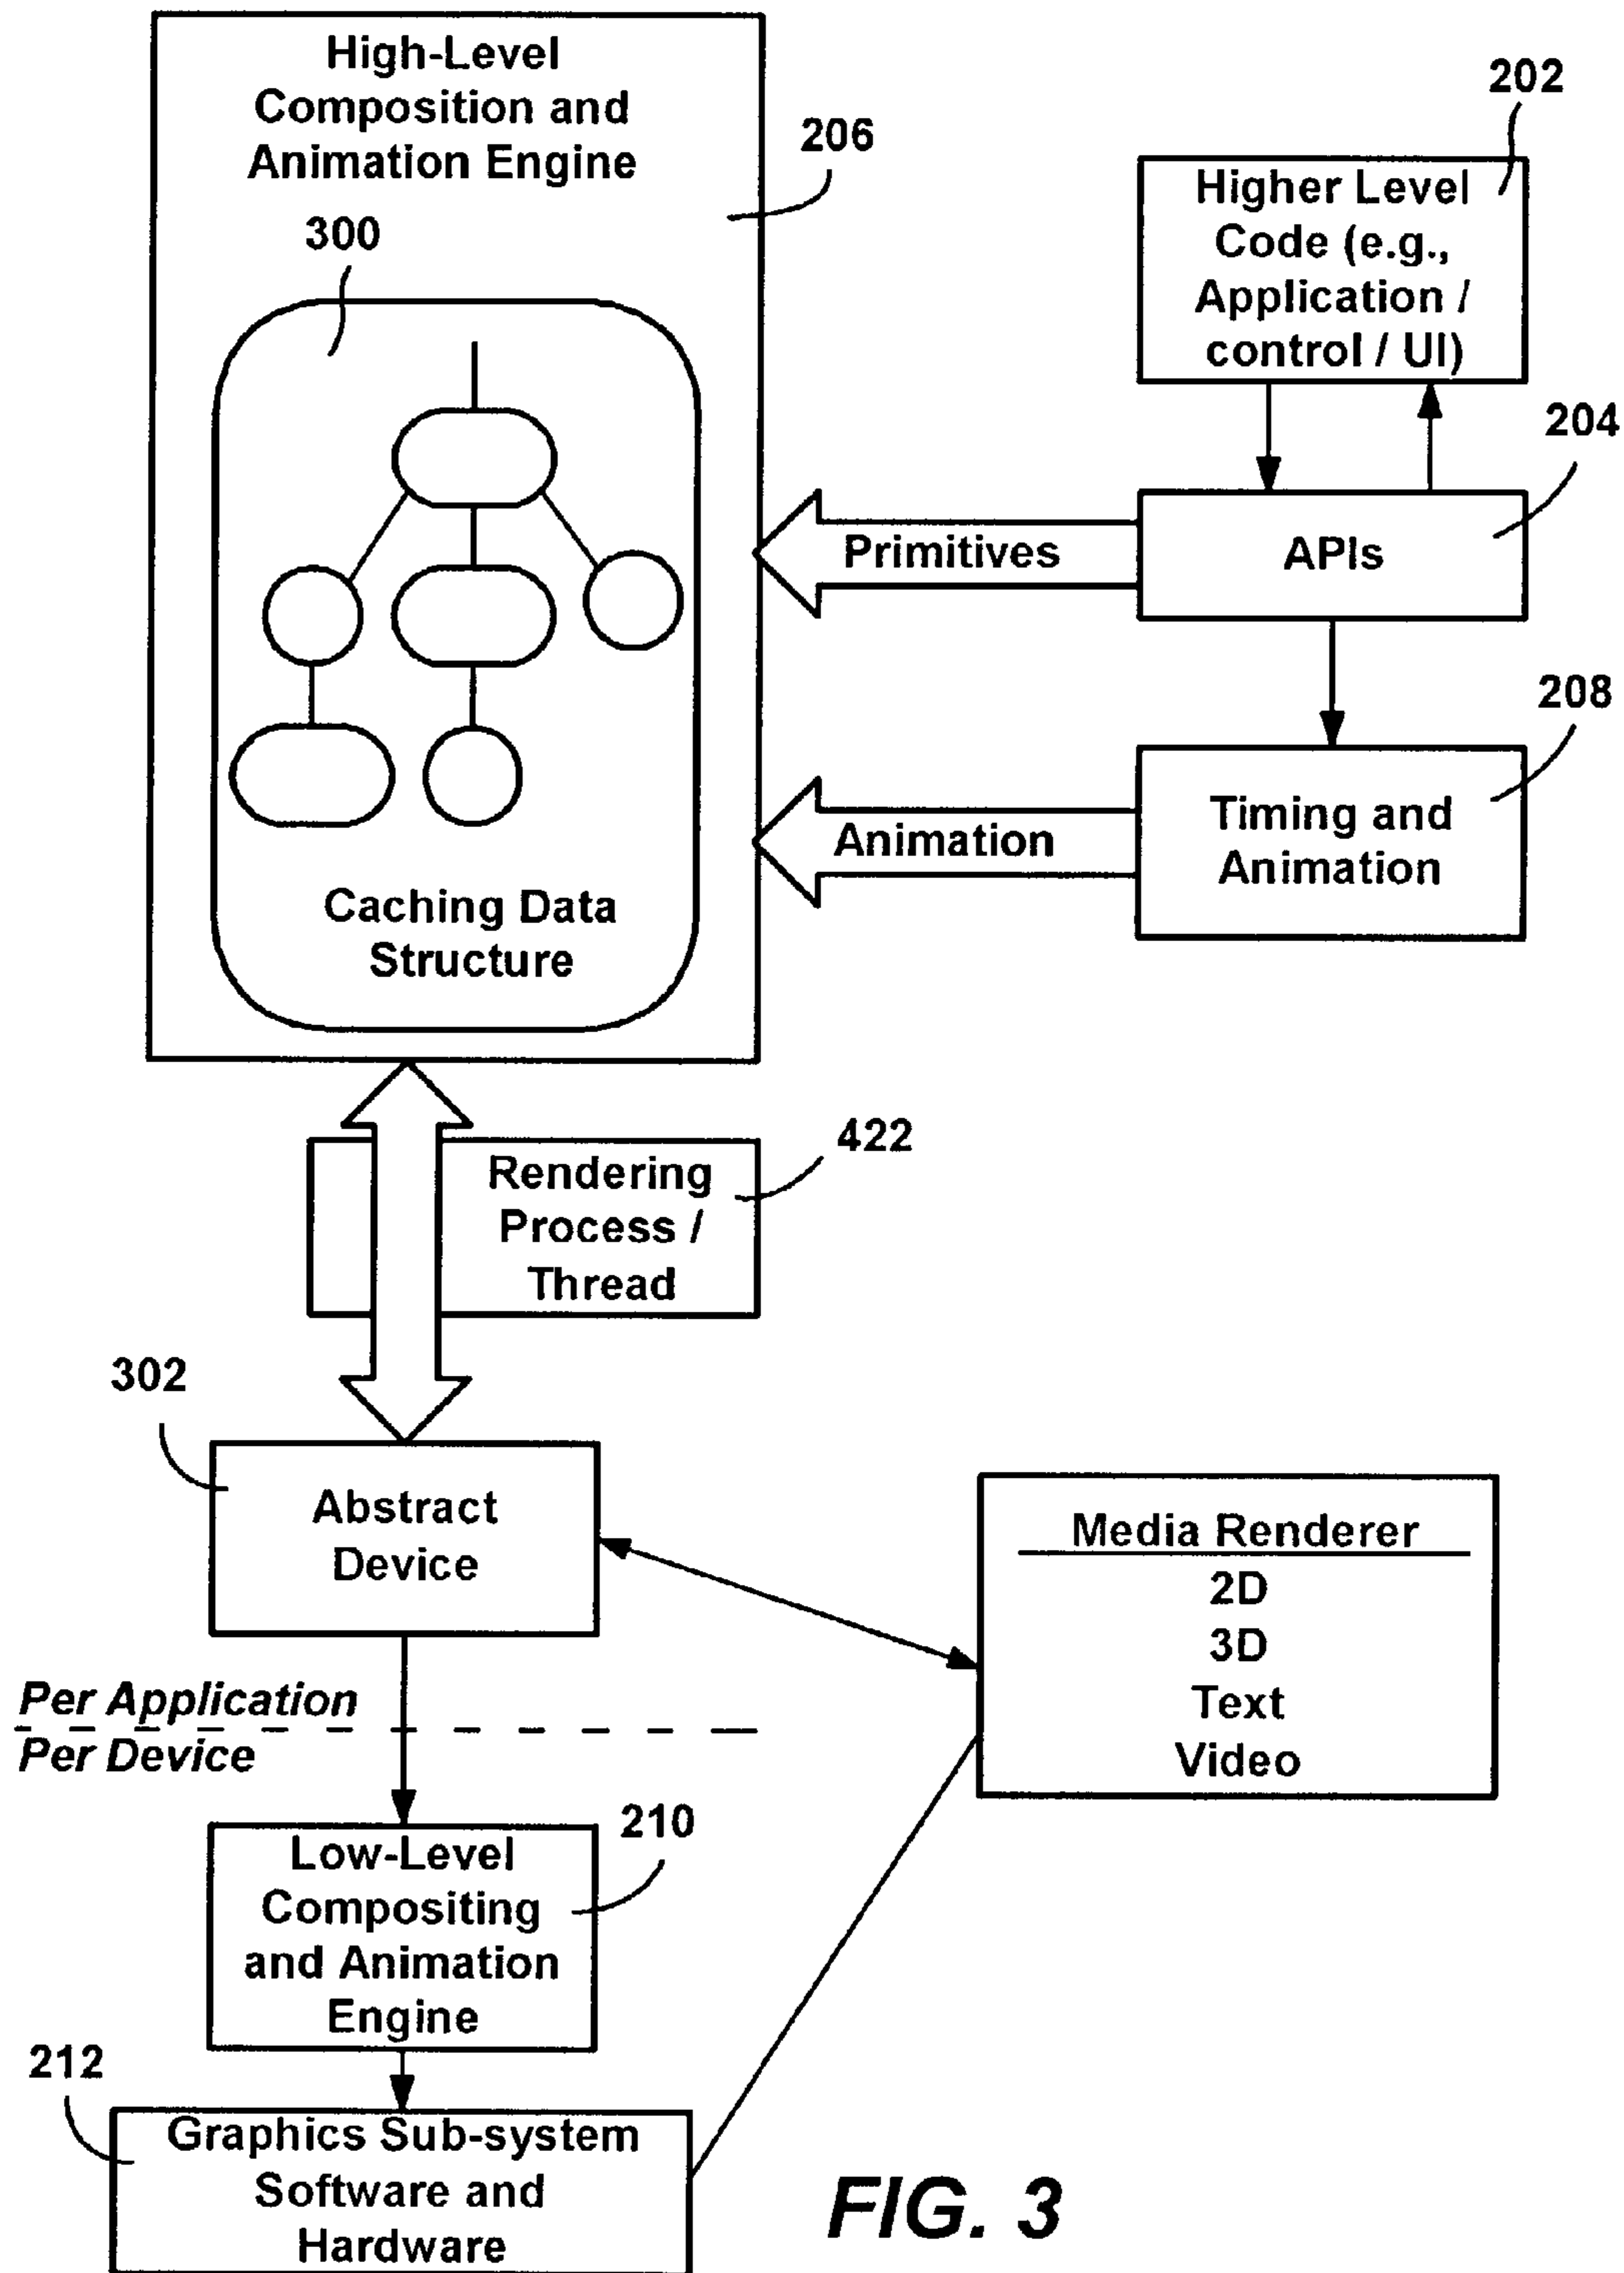 High-Level
Composition and
Animation Engine
206
300
Caching Data
Structure
202
Higher Level
Code (e.g.,
Application /
control / UI)
204
APIs
Primitives
208
Timing and
Animation
Animation
422
Rendering
Process /
Thread
302
Abstract
Device
Media Renderer
2D
3D
Text
Video
Per Application
Per Device
210
Low-Level
Compositing
and Animation
Engine
212
Graphics Sub-system
Software and
Hardware
FIG. 3